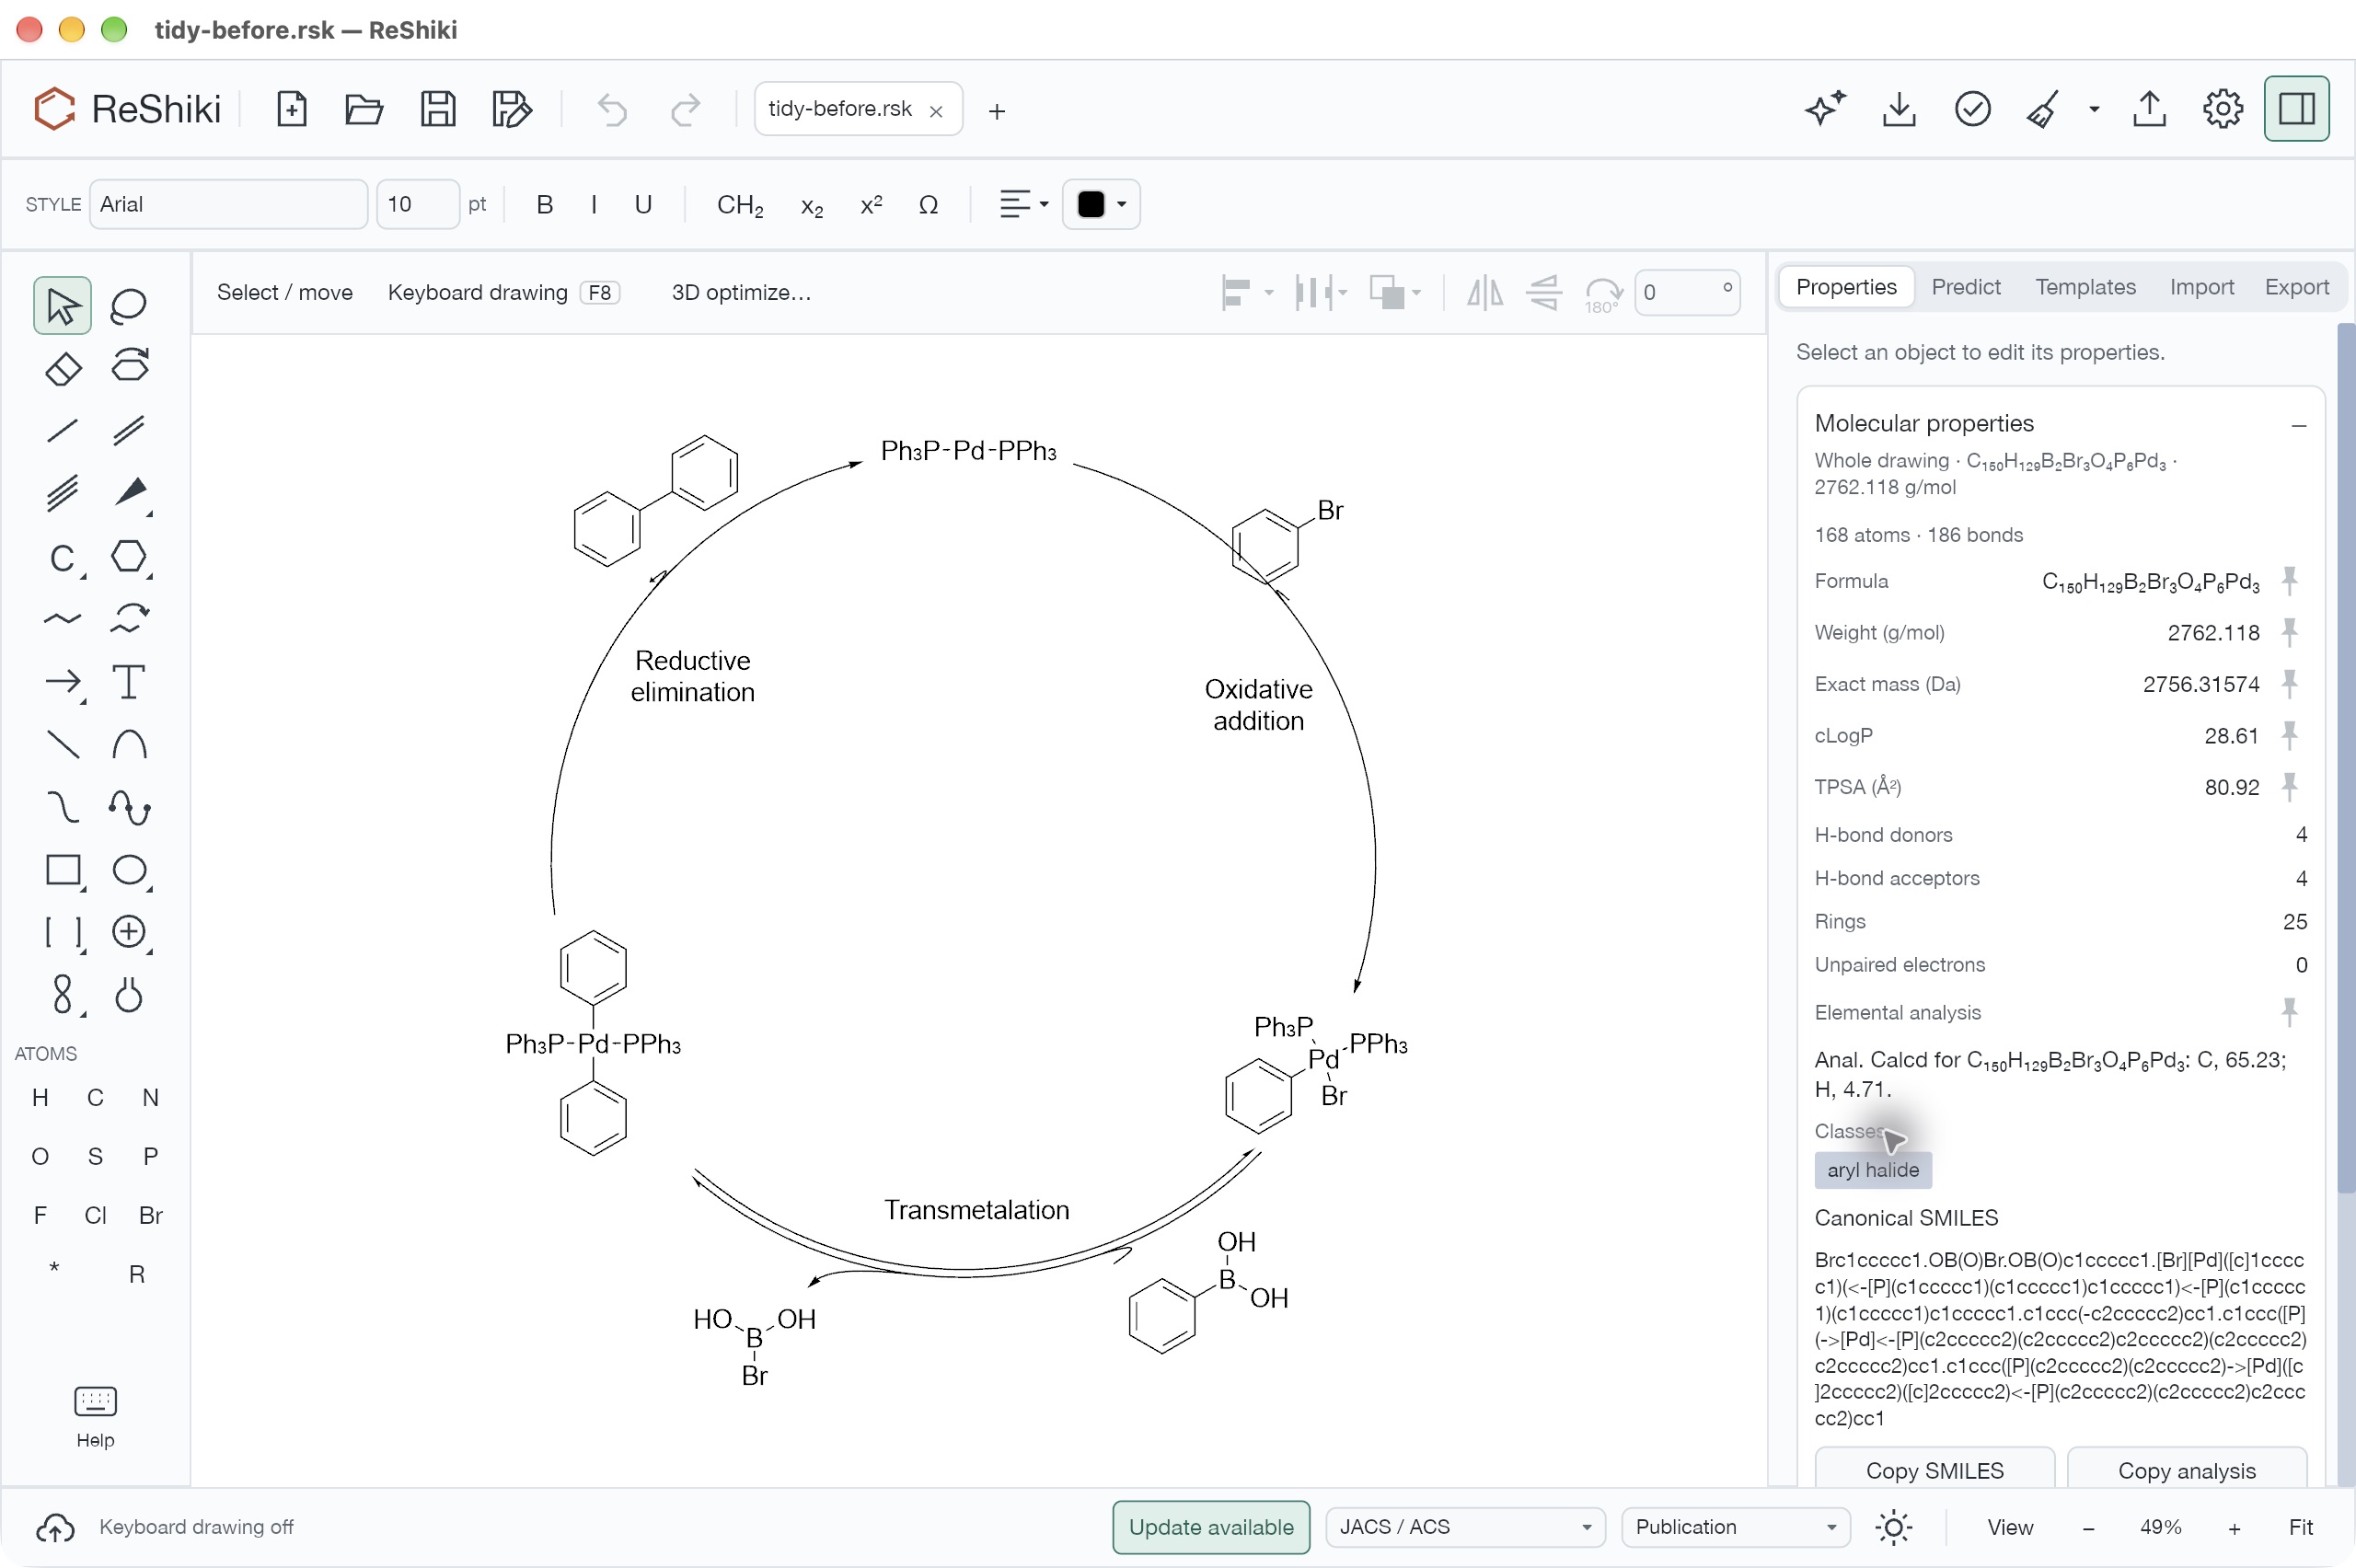 tidy-before.rsk — ReShiki
ReShiki
tidy-before.rsk ×
+
STYLE Arial 10 pt B I U CH₂ x₂ x² Ω
Select / move Keyboard drawing F8 3D optimize...
180° 0 °
Properties Predict Templates Import Export
C
T
ATOMS
H C N
O S P
F Cl Br
* R
Help
Ph₃P-Pd-PPh₃
Br
Reductive
elimination
Oxidative
addition
Ph₃P-Pd-PPh₃
Ph₃P
PPh₃
Pd
Br
Transmetalation
OH
B
OH
HO OH
B
Br
Select an object to edit its properties.
Molecular properties –
Whole drawing · C₁₅₀H₁₂₉B₂Br₃O₄P₆Pd₃ ·
2762.118 g/mol
168 atoms · 186 bonds
Formula C₁₅₀H₁₂₉B₂Br₃O₄P₆Pd₃
Weight (g/mol) 2762.118
Exact mass (Da) 2756.31574
cLogP 28.61
TPSA (Å²) 80.92
H-bond donors 4
H-bond acceptors 4
Rings 25
Unpaired electrons 0
Elemental analysis
Anal. Calcd for C₁₅₀H₁₂₉B₂Br₃O₄P₆Pd₃: C, 65.23;
H, 4.71.
Classes
aryl halide
Canonical SMILES
Brc1ccccc1.OB(O)Br.OB(O)c1ccccc1.[Br][Pd]([c]1cccc
c1)(<-[P](c1ccccc1)(c1ccccc1)c1ccccc1)<-[P](c1ccccc
1)(c1ccccc1)c1ccccc1.c1ccc(-c2ccccc2)cc1.c1ccc([P]
(->[Pd]<-[P](c2ccccc2)(c2ccccc2)c2ccccc2)(c2ccccc2)
c2ccccc2)cc1.c1ccc([P](c2ccccc2)(c2ccccc2)->[Pd]([c
]2ccccc2)([c]2ccccc2)<-[P](c2ccccc2)(c2ccccc2)c2ccc
cc2)cc1
Copy SMILES Copy analysis
Keyboard drawing off
Update available JACS / ACS Publication View – 49% + Fit